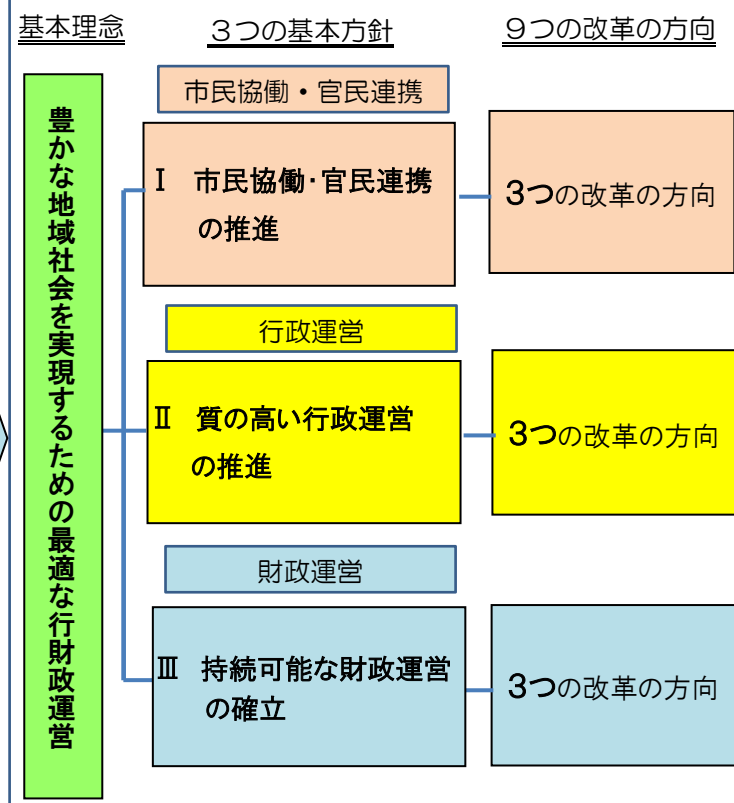 基本理念
3つの基本方針
9つの改革の方向
豊かな地域社会を実現するための最適な行財政運営
市民協働・官民連携
Ⅰ 市民協働・官民連携
の推進
3つの改革の方向
行政運営
Ⅱ 質の高い行政運営
の推進
3つの改革の方向
財政運営
Ⅲ 持続可能な財政運営
の確立
3つの改革の方向